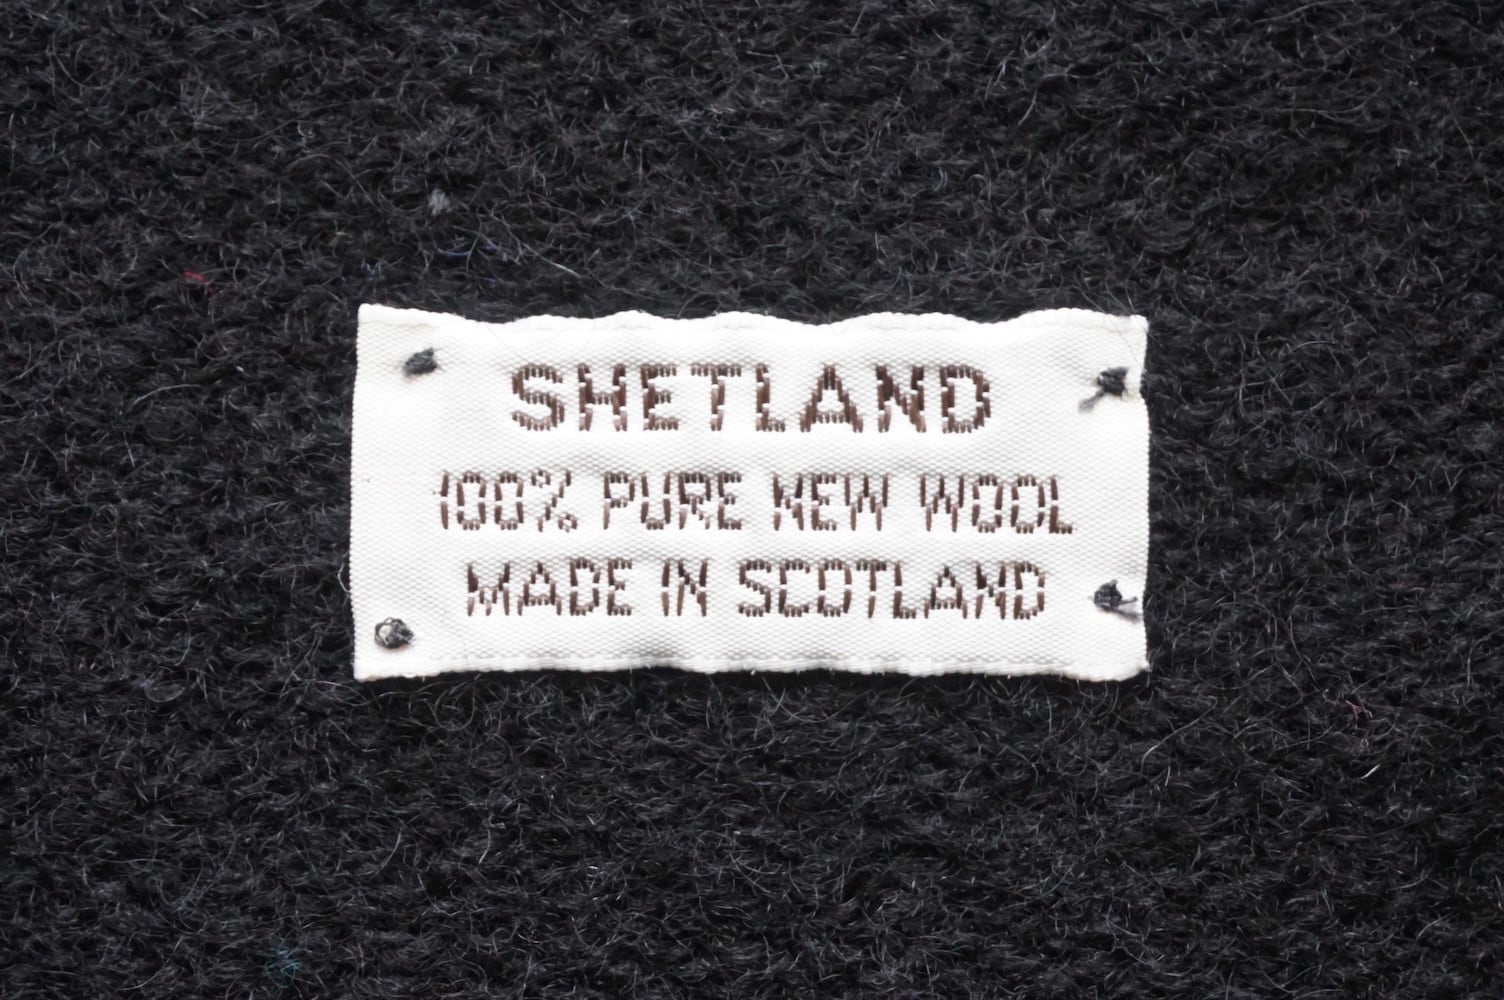 SHETLAND
100% PURE NEW WOOL
MADE IN SCOTLAND